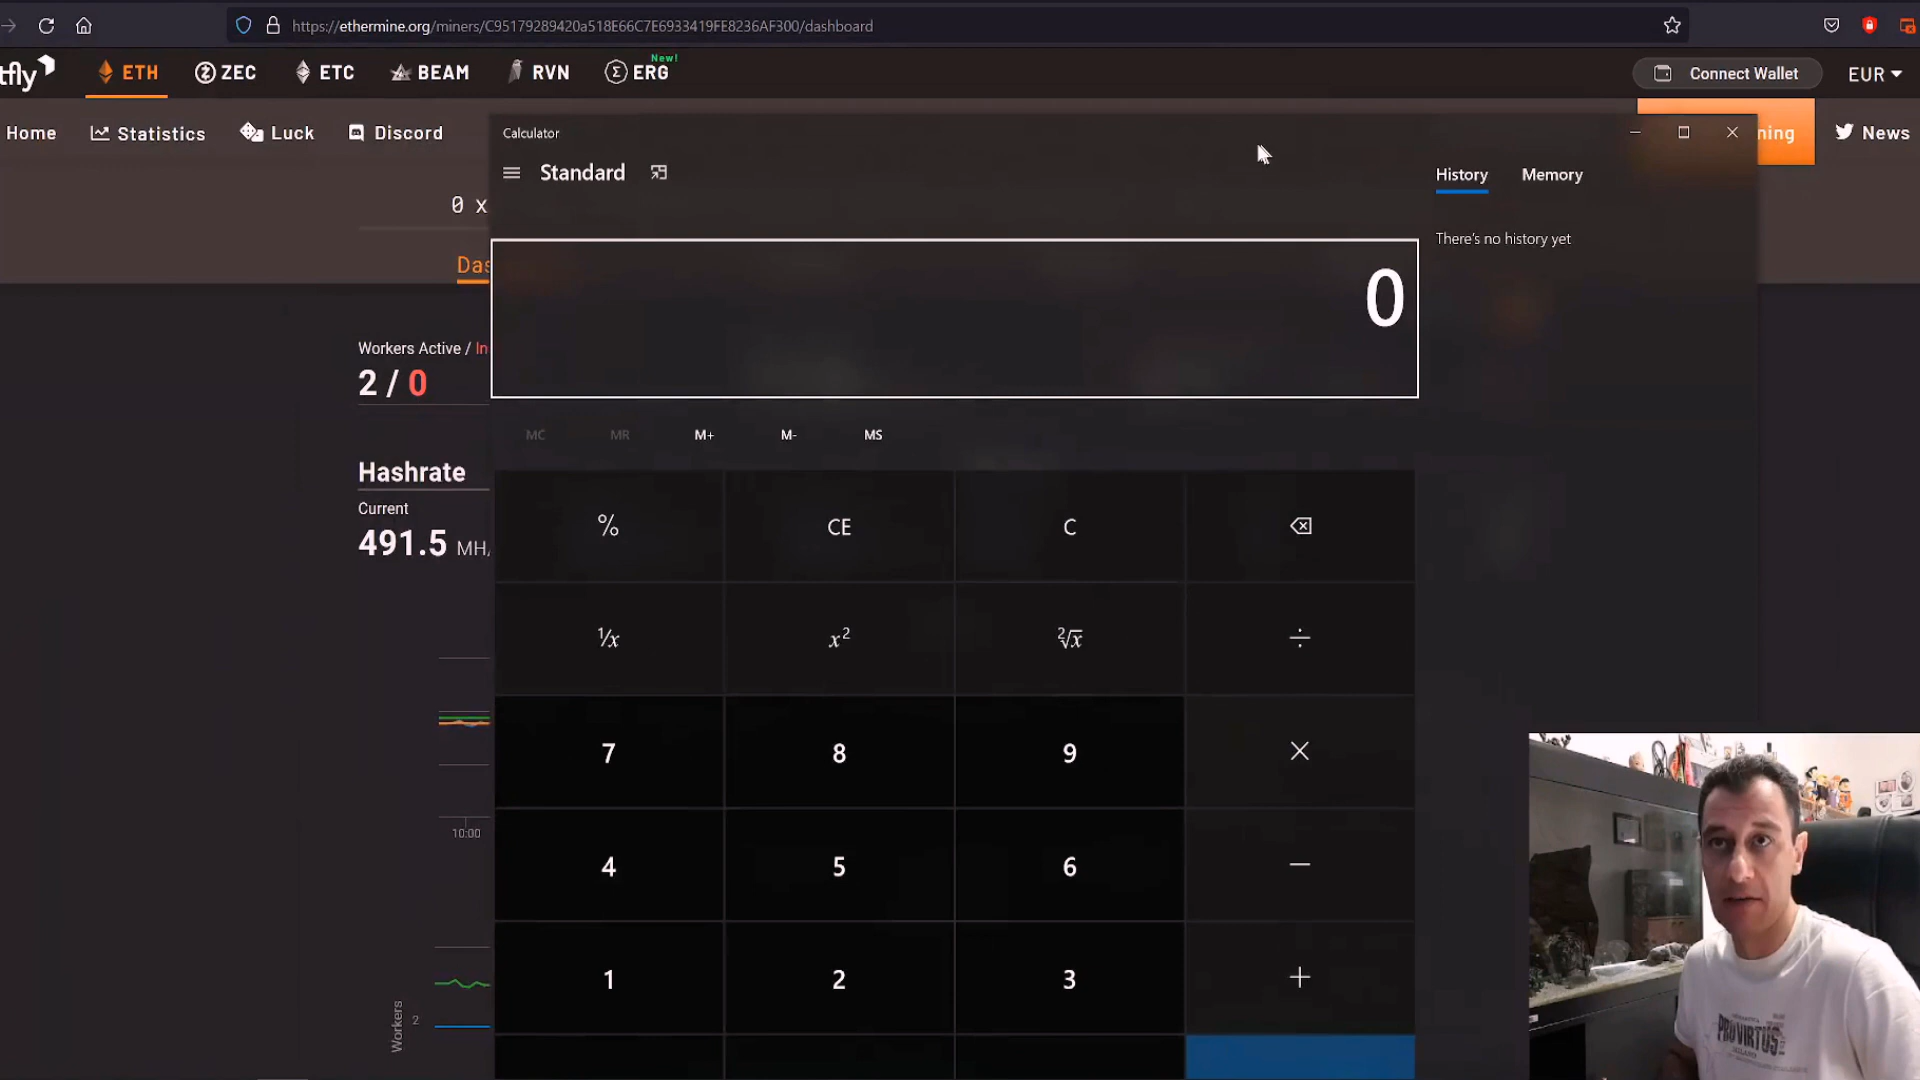 https://ethermine.org/miners/C95179289420a518E66C7E6933419FE8236AF300/dashboard
tfly ETH ZEC ETC BEAM RVN New! ERG Connect Wallet EUR
Home Statistics Luck Discord ning News
Calculator
Standard
History Memory
0 x
There's no history yet
Das
0
Workers Active / In
2 / 0
MC MR M+ M- MS
Hashrate
Current
491.5 MH/
% CE C
1/x x² ²√x ÷
7 8 9 ×
4 5 6 −
1 2 3 +
10:00
Workers
2
PROVIRTUS
MILANO